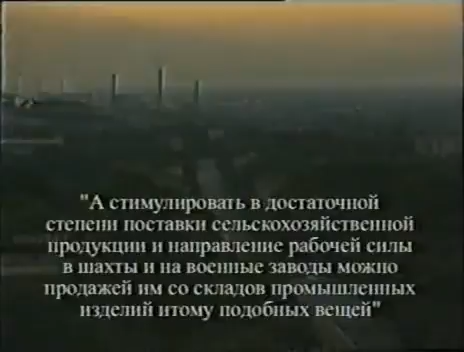 "А стимулировать в достаточной
степени поставки сельскохозяйственной
продукции и направление рабочей силы
в шахты и на военные заводы можно
продажей им со складов промышленных
изделий итому подобных вещей"